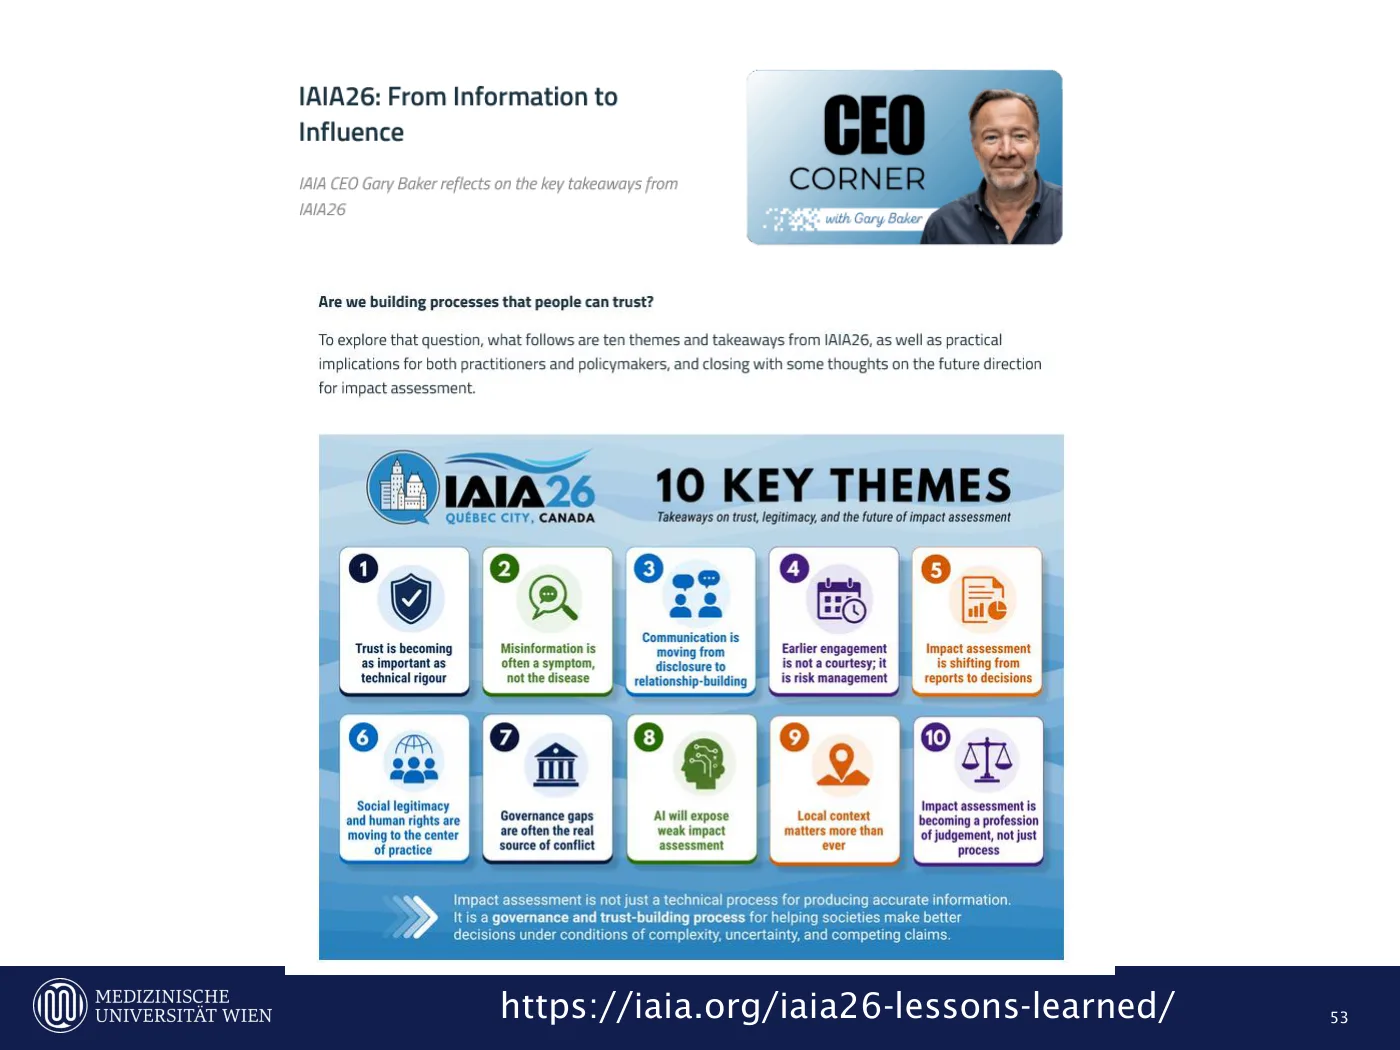 IAIA26: From Information to
Influence
IAIA CEO Gary Baker reflects on the key takeaways from
IAIA26
CEO
CORNER
with Gary Baker
Are we building processes that people can trust?
To explore that question, what follows are ten themes and takeaways from IAIA26, as well as practical
implications for both practitioners and policymakers, and closing with some thoughts on the future direction
for impact assessment.
IAIA26
QUÉBEC CITY, CANADA
10 KEY THEMES
Takeaways on trust, legitimacy, and the future of impact assessment
1
Trust is becoming
as important as
technical rigour
2
Misinformation is
often a symptom,
not the disease
3
Communication is
moving from
disclosure to
relationship-building
4
Earlier engagement
is not a courtesy; it
is risk management
5
Impact assessment
is shifting from
reports to decisions
6
Social legitimacy
and human rights are
moving to the center
of practice
7
Governance gaps
are often the real
source of conflict
8
AI will expose
weak impact
assessment
9
Local context
matters more than
ever
10
Impact assessment is
becoming a profession
of judgement, not just
process
Impact assessment is not just a technical process for producing accurate information.
It is a governance and trust-building process for helping societies make better
decisions under conditions of complexity, uncertainty, and competing claims.
MEDIZINISCHE
UNIVERSITÄT WIEN
https://iaia.org/iaia26-lessons-learned/
53